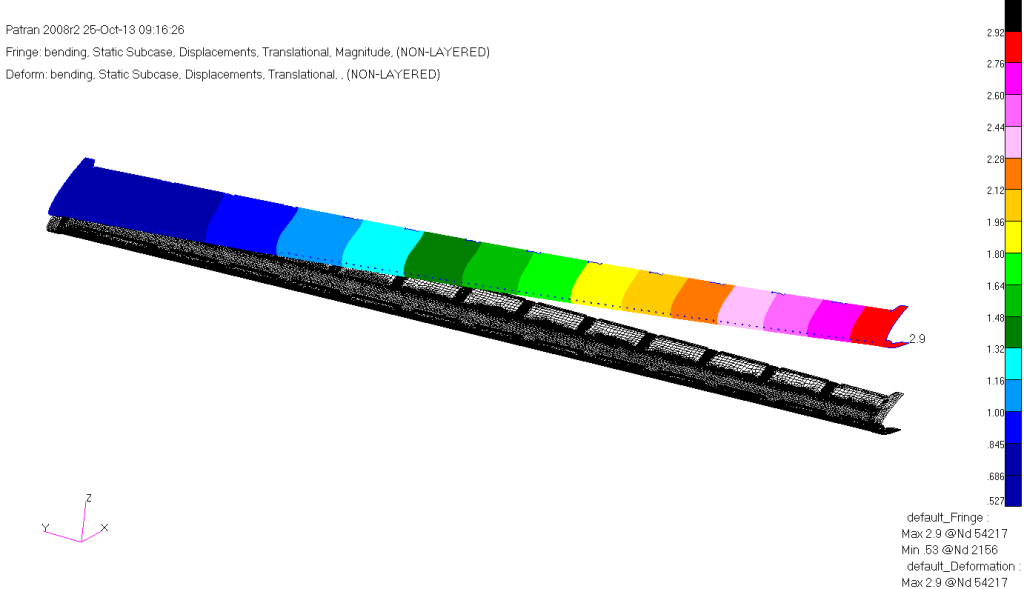 Patran 2008r2 25-Oct-13 09:16:26
Fringe: bending, Static Subcase, Displacements, Translational, Magnitude, (NON-LAYERED)
Deform: bending, Static Subcase, Displacements, Translational, , (NON-LAYERED)
2.92
2.76
2.60
2.44
2.28
2.12
1.96
1.80
1.64
1.48
1.32
1.16
1.00
.845
.686
.527
2.9
Z
Y
X
default_Fringe :
Max 2.9 @Nd 54217
Min .53 @Nd 2156
default_Deformation :
Max 2.9 @Nd 54217